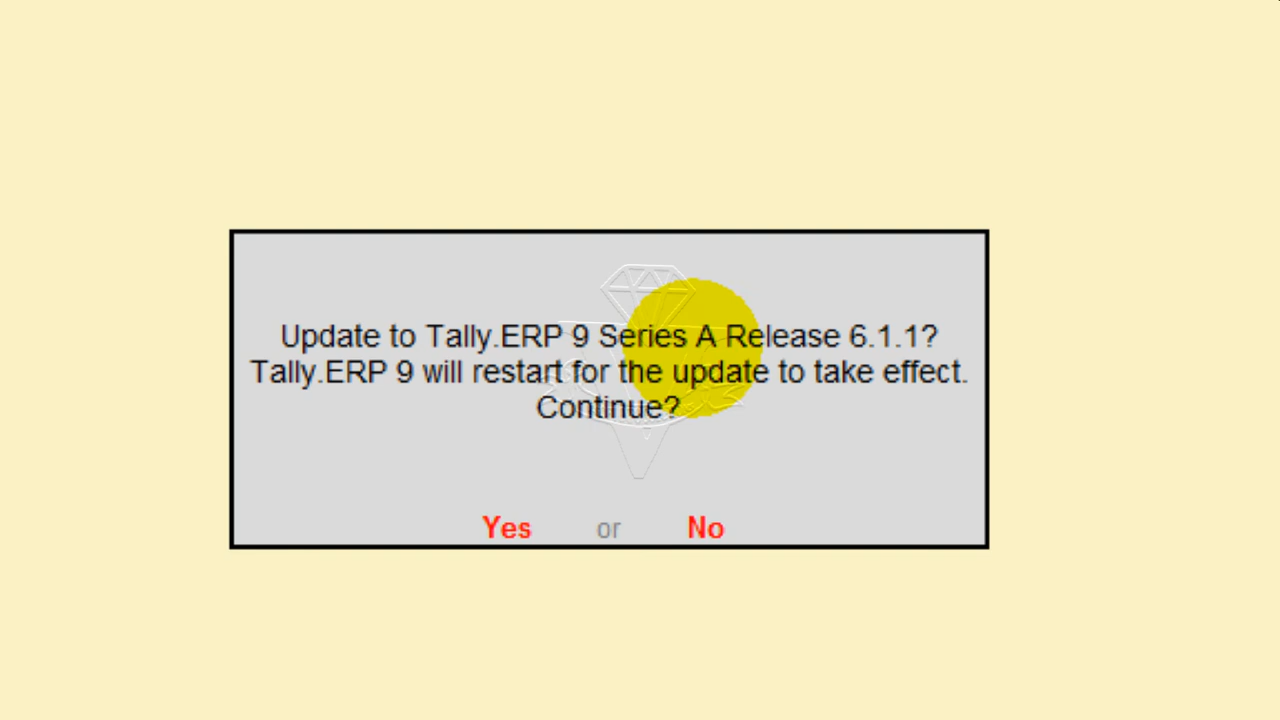 Update to Tally.ERP 9 Series A Release 6.1.1?
Tally.ERP 9 will restart for the update to take effect.
Continue?
Yes or No